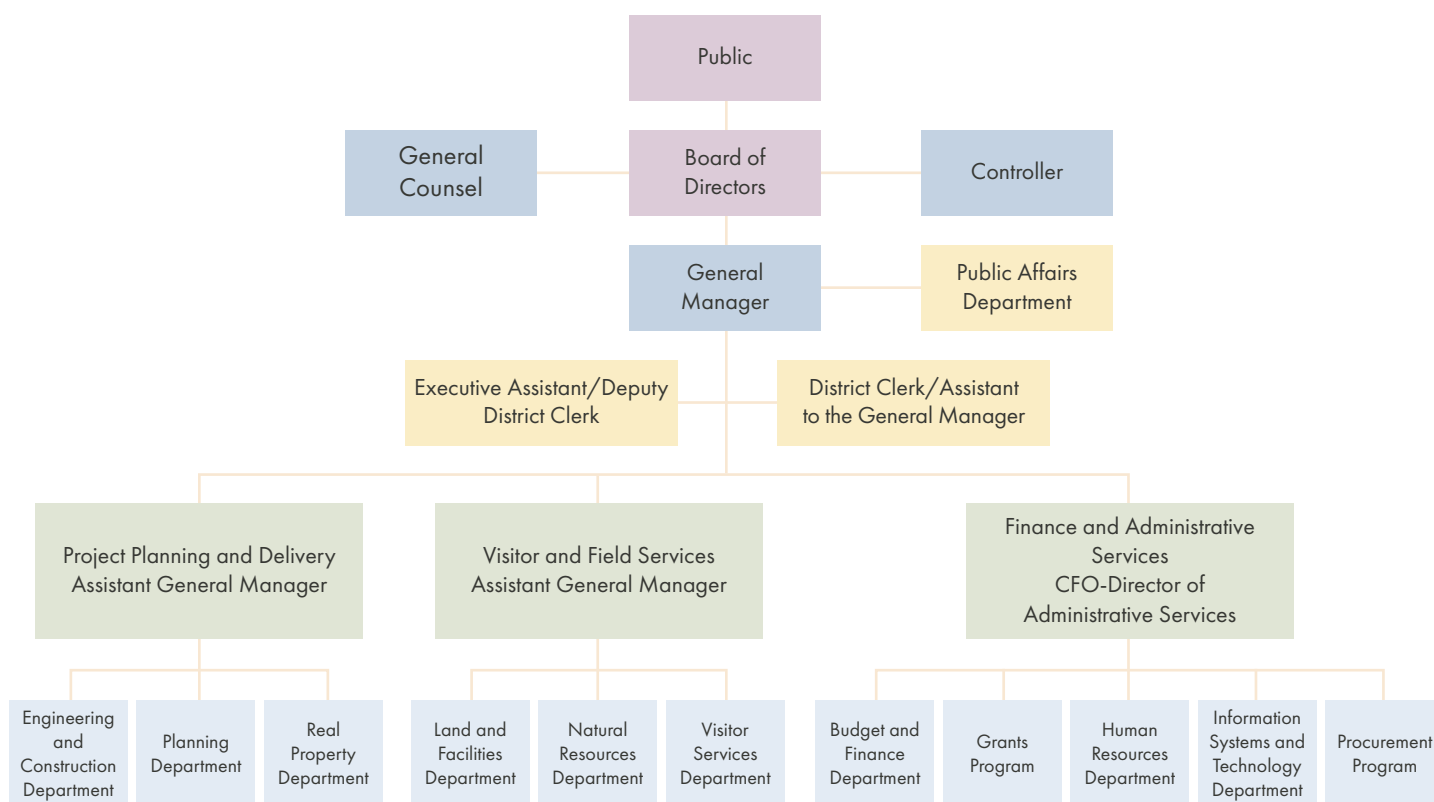 Public
General
Counsel
Board of
Directors
Controller
General
Manager
Public Affairs
Department
Executive Assistant/Deputy
District Clerk
District Clerk/Assistant
to the General Manager
Project Planning and Delivery
Assistant General Manager
Visitor and Field Services
Assistant General Manager
Finance and Administrative
Services
CFO-Director of
Administrative Services
Engineering
and
Construction
Department
Planning
Department
Real
Property
Department
Land and
Facilities
Department
Natural
Resources
Department
Visitor
Services
Department
Budget and
Finance
Department
Grants
Program
Human
Resources
Department
Information
Systems and
Technology
Department
Procurement
Program